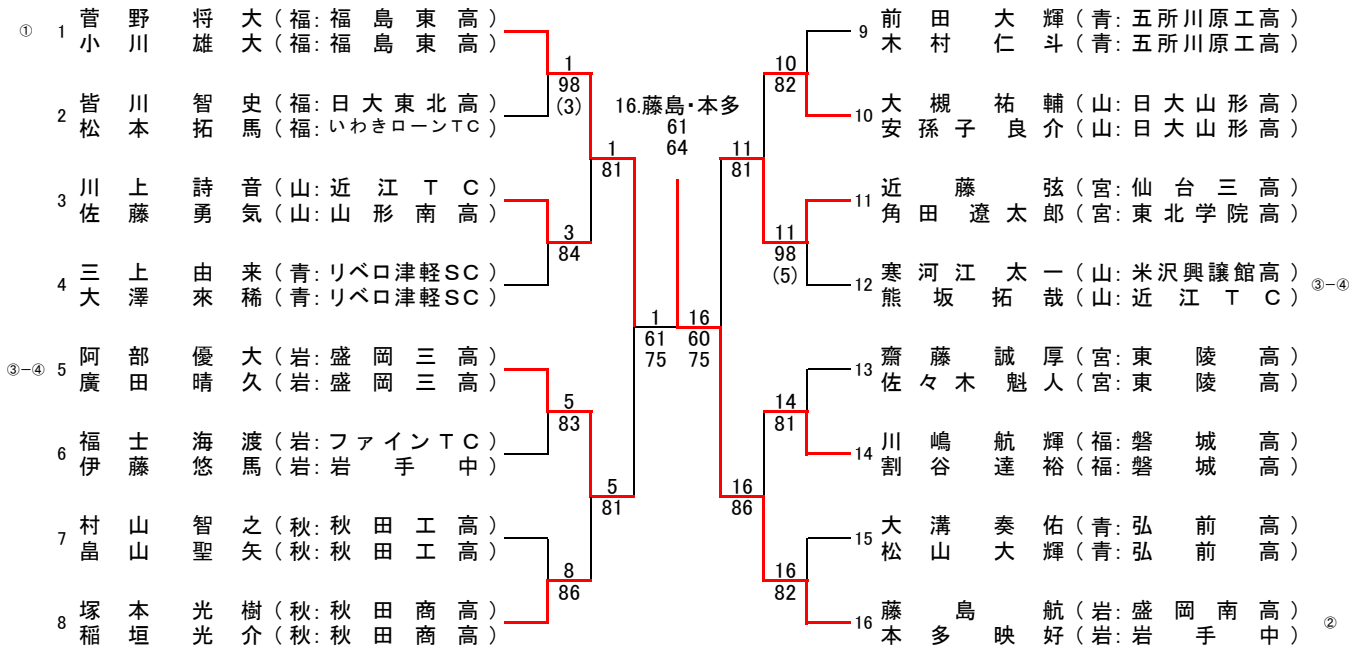 ① 1 菅野将大（福：福島東高）
小川雄大（福：福島東高）
2 皆川智史（福：日大東北高）
松本拓馬（福：いわきローンTC）
3 川上詩音（山：近江TC）
佐藤勇気（山：山形南高）
4 三上由来（青：リベロ津軽SC）
大澤來稀（青：リベロ津軽SC）
③-④ 5 阿部優大（岩：盛岡三高）
廣田晴久（岩：盛岡三高）
6 福士海渡（岩：ファインTC）
伊藤悠馬（岩：岩手中）
7 村山智之（秋：秋田工高）
畠山聖矢（秋：秋田工高）
8 塚本光樹（秋：秋田商高）
稲垣光介（秋：秋田商高）
1
98
(3)
3
84
5
83
8
86
1
81
5
81
1
61
75
16.藤島・本多
61
64
16
60
75
11
81
16
86
10
82
11
98
(5)
14
81
16
82
9 前田大輝（青：五所川原工高）
木村仁斗（青：五所川原工高）
10 大槻祐輔（山：日大山形高）
安孫子良介（山：日大山形高）
11 近藤弦（宮：仙台三高）
角田遼太郎（宮：東北学院高）
12 寒河江太一（山：米沢興譲館高） ③-④
熊坂拓哉（山：近江TC）
13 齋藤誠厚（宮：東陵高）
佐々木魁人（宮：東陵高）
14 川嶋航輝（福：磐城高）
割谷達裕（福：磐城高）
15 大溝奏佑（青：弘前高）
松山大輝（青：弘前高）
16 藤島航（岩：盛岡南高） ②
本多映好（岩：岩手中）